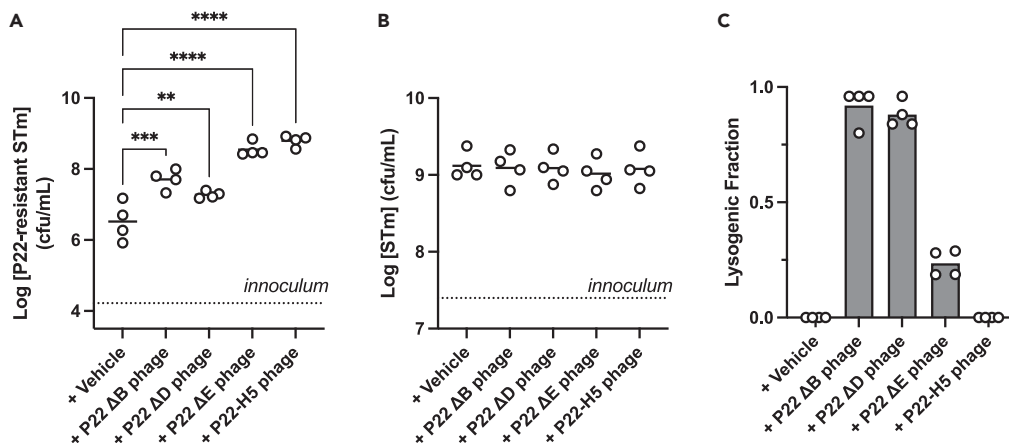 A
B
C
****
****
**
***
Log [P22-resistant STm]
(cfu/mL)
10
8
6
4
innoculum
+ Vehicle
+ P22 ΔB phage
+ P22 ΔD phage
+ P22 ΔE phage
+ P22-H5 phage
Log [STm] (cfu/mL)
10
9
8
7
innoculum
+ Vehicle
+ P22 ΔB phage
+ P22 ΔD phage
+ P22 ΔE phage
+ P22-H5 phage
Lysogenic Fraction
1.0
0.5
0.0
+ Vehicle
+ P22 ΔB phage
+ P22 ΔD phage
+ P22 ΔE phage
+ P22-H5 phage